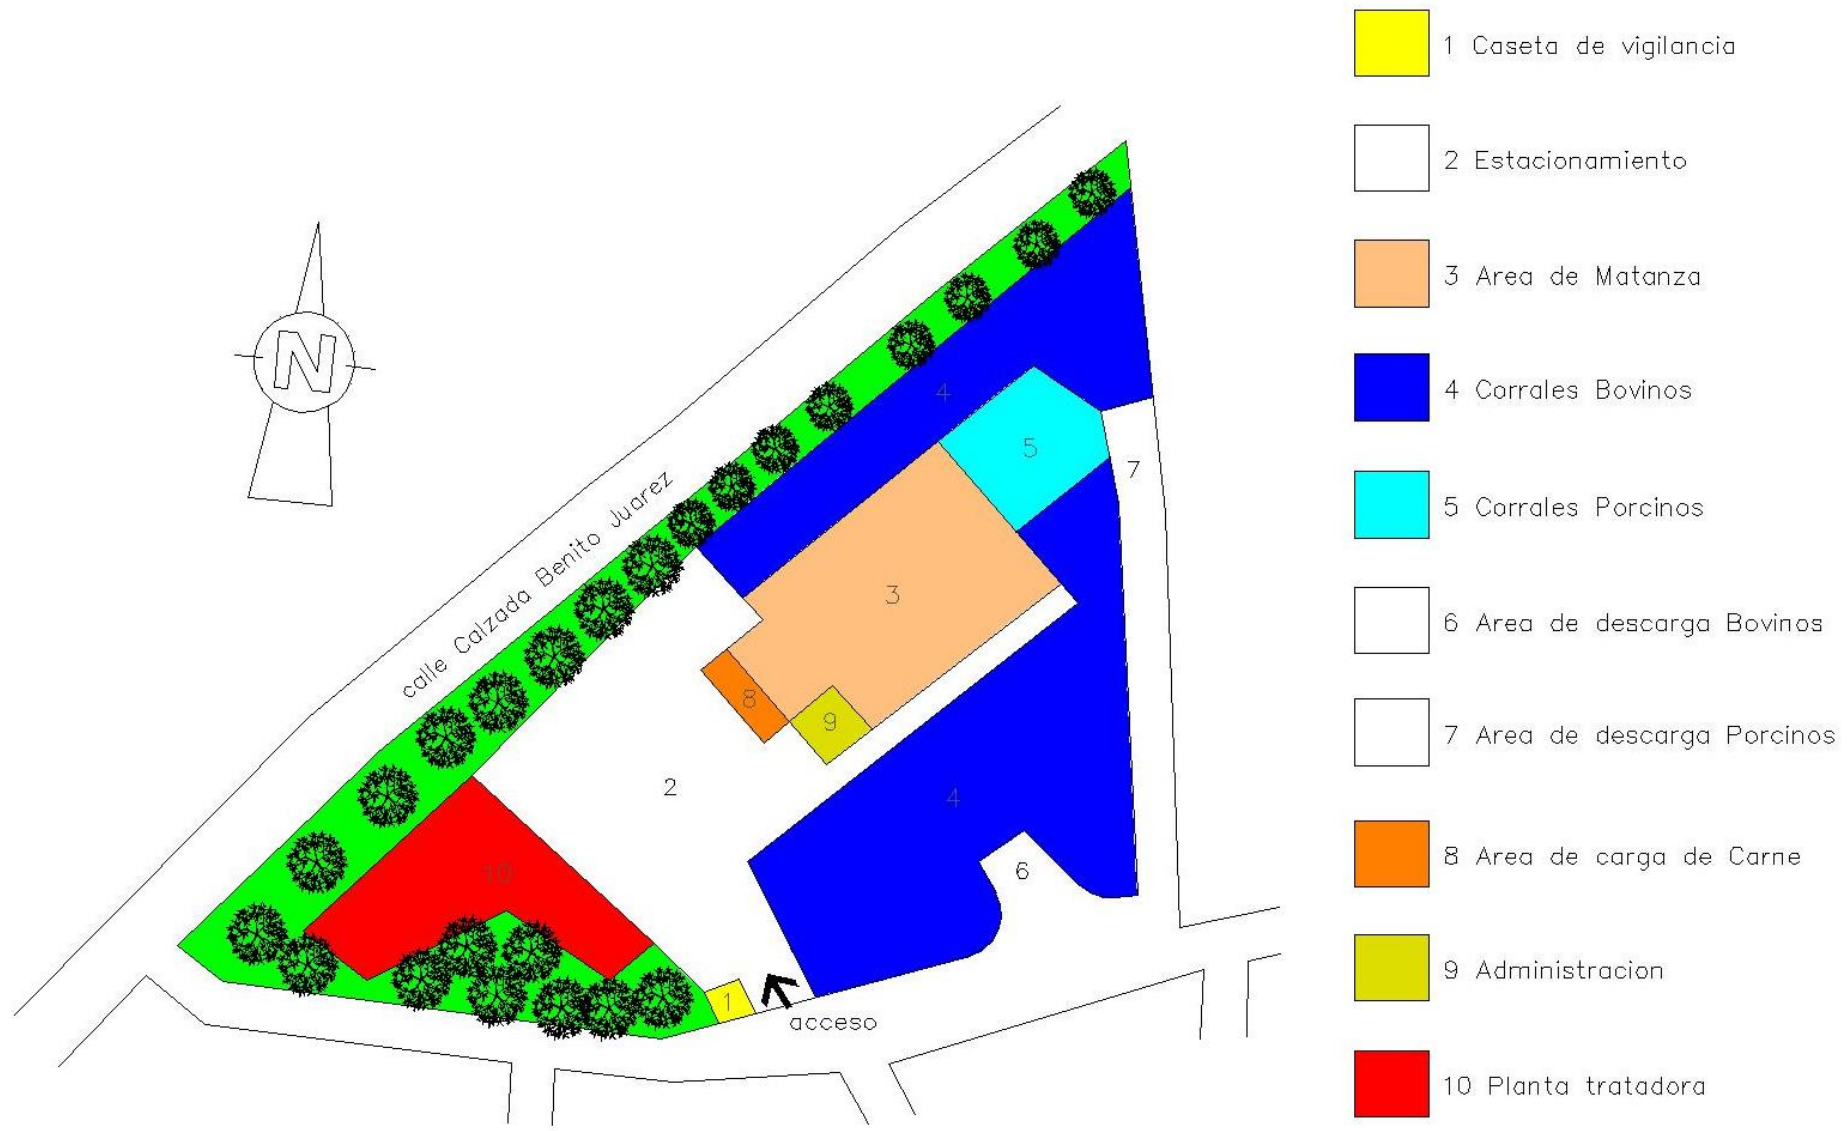 1 Caseta de vigilancia
2 Estacionamiento
3 Area de Matanza
4 Corrales Bovinos
5 Corrales Porcinos
6 Area de descarga Bovinos
7 Area de descarga Porcinos
8 Area de carga de Carne
9 Administracion
10 Planta tratadora
N
calle Calzada Benito Juarez
4
5
7
3
8
9
2
4
10
6
1
acceso